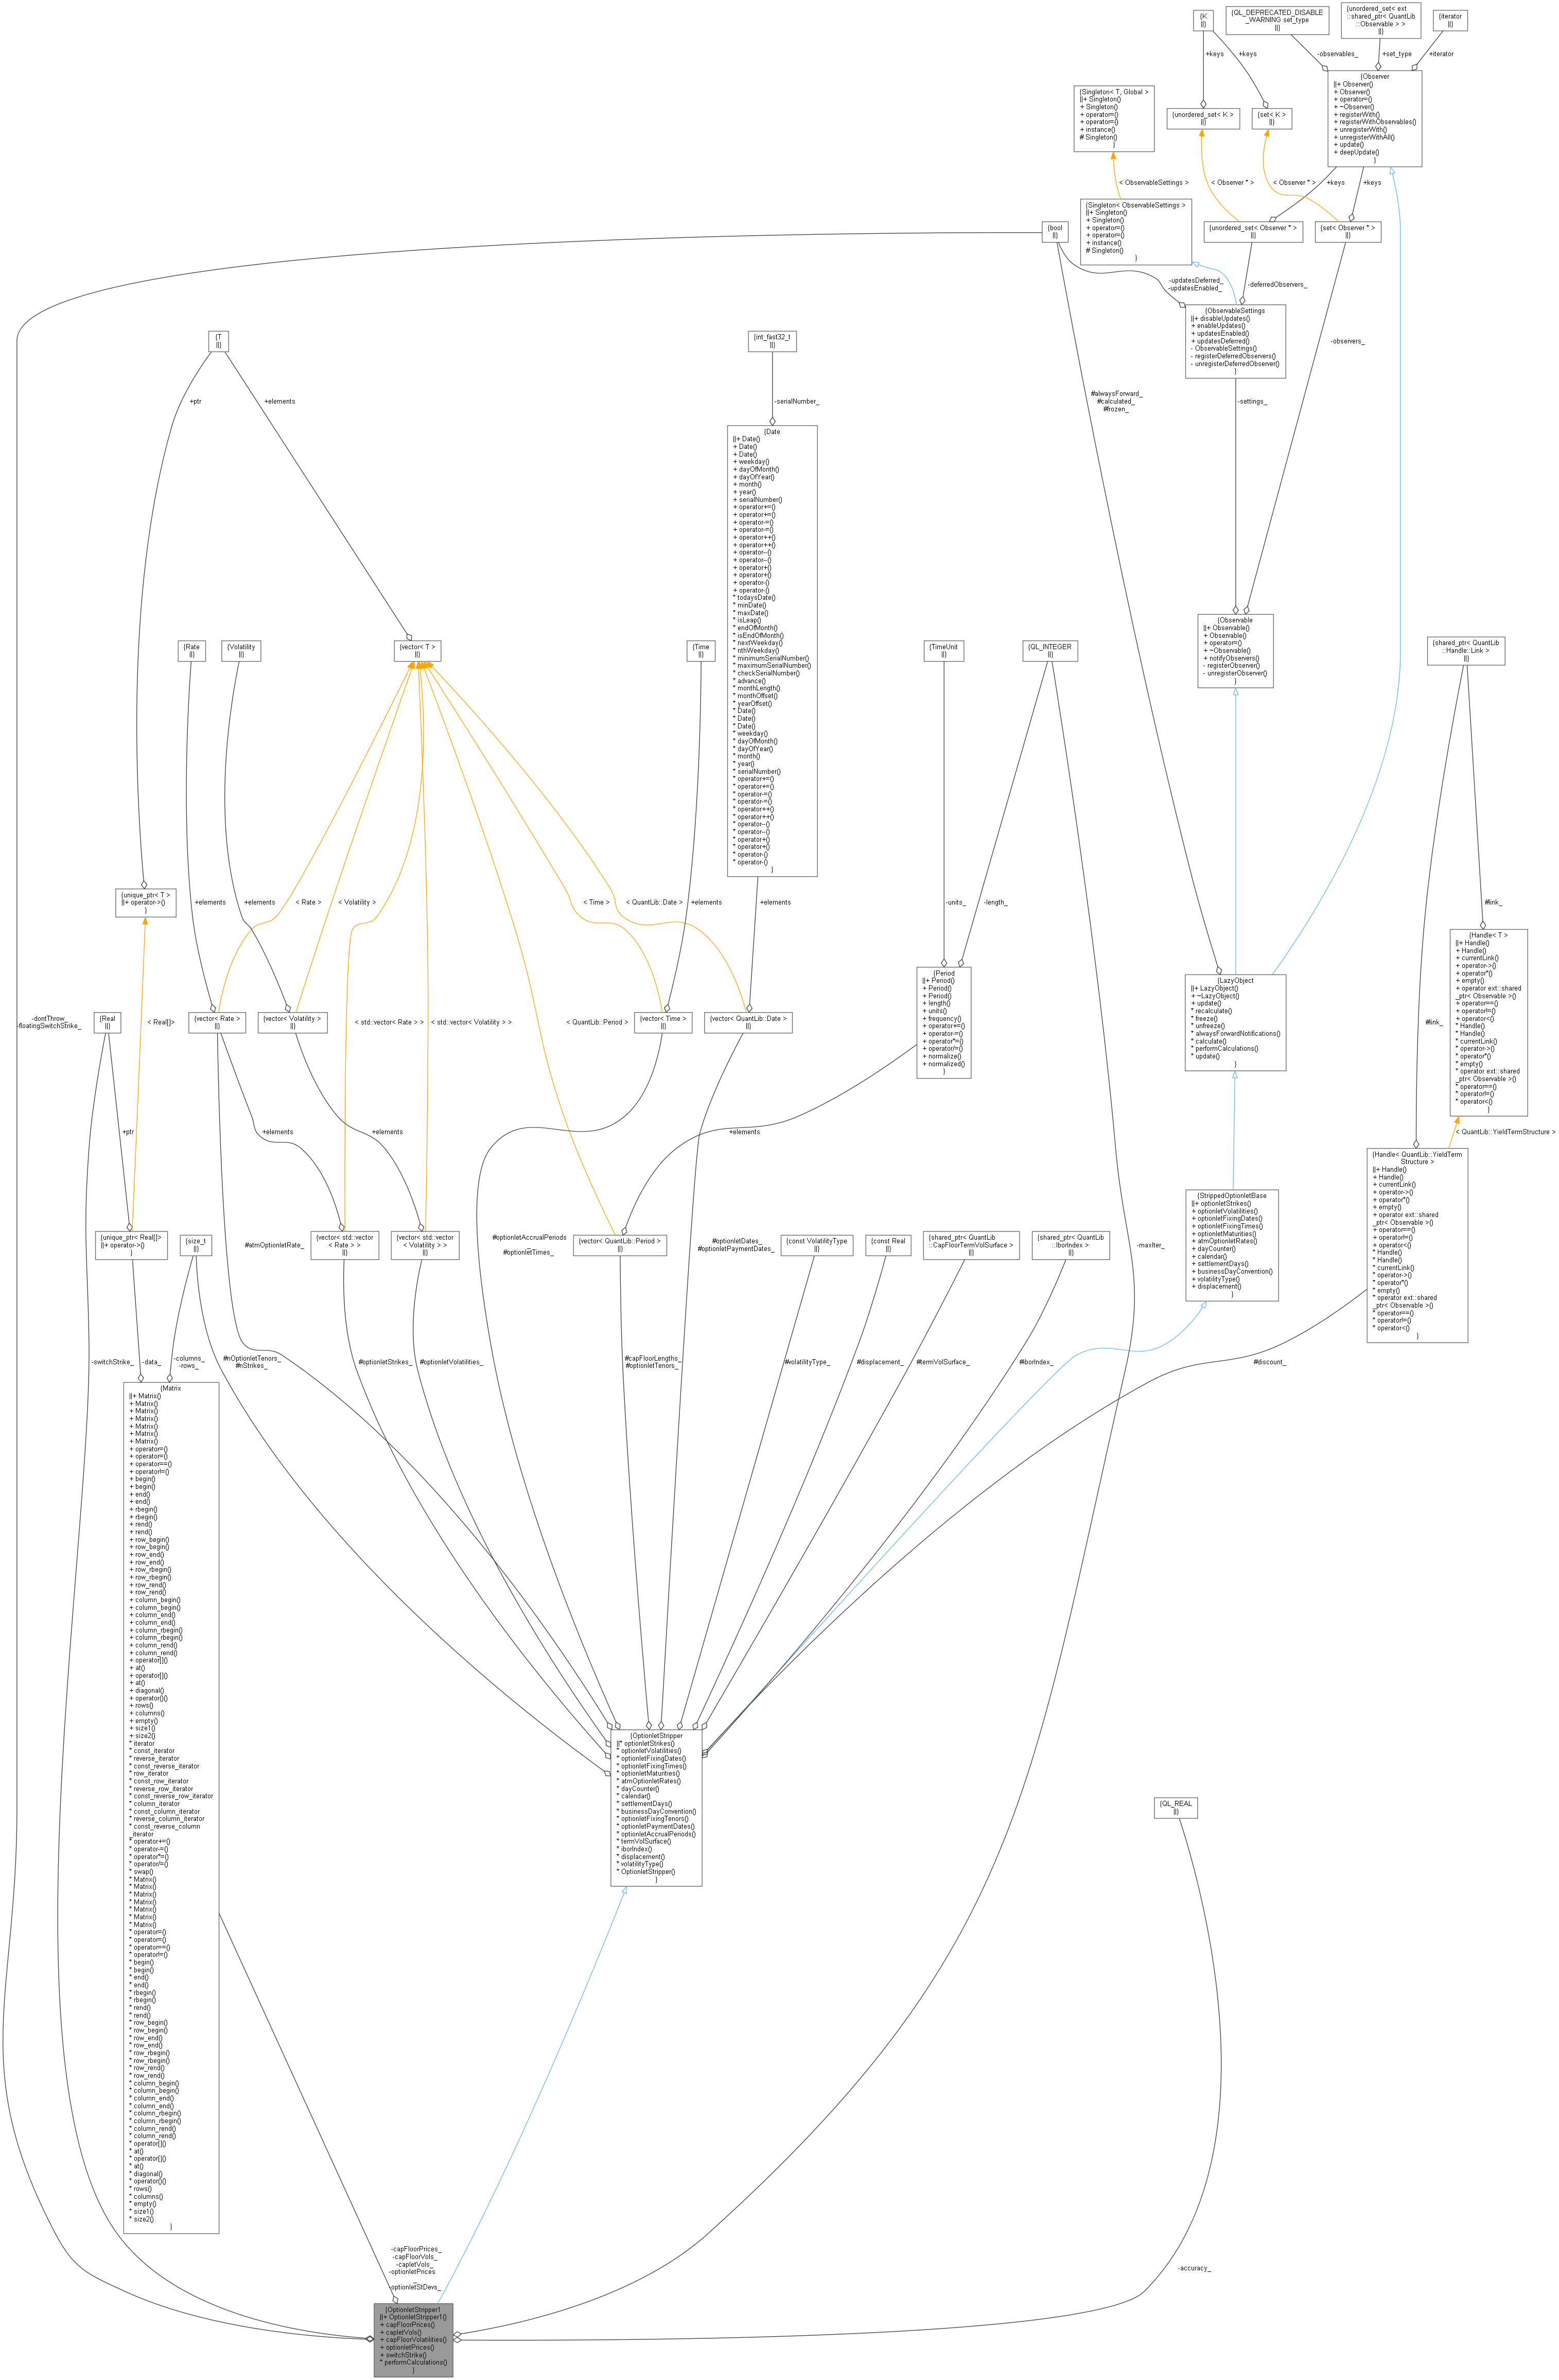 {K
||}
{QL_DEPRECATED_DISABLE
_WARNING set_type
||}
{unordered_set< ext
::shared_ptr< QuantLib
::Observable > >
||}
{iterator
||}
+keys
+keys
-observables_
+set_type
+iterator
{Singleton< T, Global >
||+ Singleton()
+ Singleton()
+ operator=()
+ operator=()
+ instance()
# Singleton()
}
{unordered_set< K >
||}
{set< K >
||}
{Observer
||+ Observer()
+ Observer()
+ operator=()
+ ~Observer()
+ registerWith()
+ registerWithObservables()
+ unregisterWith()
+ unregisterWithAll()
+ update()
+ deepUpdate()
}
< ObservableSettings >
< Observer * >
< Observer * >
+keys
+keys
{Singleton< ObservableSettings >
||+ Singleton()
+ Singleton()
+ operator=()
+ operator=()
+ instance()
# Singleton()
}
{bool
||}
{unordered_set< Observer * >
||}
{set< Observer * >
||}
-updatesDeferred_
-updatesEnabled_
-deferredObservers_
{ObservableSettings
||+ disableUpdates()
+ enableUpdates()
+ updatesEnabled()
+ updatesDeferred()
- ObservableSettings()
- registerDeferredObservers()
- unregisterDeferredObserver()
}
-observers_
{T
||}
{int_fast32_t
||}
+ptr
+elements
-serialNumber_
#alwaysForward_
#calculated_
#frozen_
-settings_
{Date
||+ Date()
+ Date()
+ Date()
+ weekday()
+ dayOfMonth()
+ dayOfYear()
+ month()
+ year()
+ serialNumber()
+ operator+=()
+ operator+=()
+ operator-=()
+ operator-=()
+ operator++()
+ operator++()
+ operator--()
+ operator--()
+ operator+()
+ operator+()
+ operator-()
+ operator-()
* todaysDate()
* minDate()
* maxDate()
* isLeap()
* endOfMonth()
* isEndOfMonth()
* nextWeekday()
* nthWeekday()
* minimumSerialNumber()
* maximumSerialNumber()
* checkSerialNumber()
* advance()
* monthLength()
* monthOffset()
* yearOffset()
* Date()
* Date()
* Date()
* weekday()
* dayOfMonth()
* dayOfYear()
* month()
* year()
* serialNumber()
* operator+=()
* operator+=()
* operator-=()
* operator-=()
* operator++()
* operator++()
* operator--()
* operator--()
* operator+()
* operator+()
* operator-()
* operator-()
}
{Observable
||+ Observable()
+ Observable()
+ operator=()
+ ~Observable()
+ notifyObservers()
- registerObserver()
- unregisterObserver()
}
{Rate
||}
{Volatility
||}
{vector< T >
||}
{Time
||}
{TimeUnit
||}
{QL_INTEGER
||}
{shared_ptr< QuantLib
::Handle::Link >
||}
{unique_ptr< T >
||+ operator->()
}
+elements
+elements
< Rate >
< Volatility >
< Time >
< QuantLib::Date >
+elements
+elements
-units_
-length_
#link_
{Handle< T >
||+ Handle()
+ Handle()
+ currentLink()
+ operator->()
+ operator*()
+ empty()
+ operator ext::shared
_ptr< Observable >()
+ operator==()
+ operator!=()
+ operator<()
* Handle()
* Handle()
* currentLink()
* operator->()
* operator*()
* empty()
* operator ext::shared
_ptr< Observable >()
* operator==()
* operator!=()
* operator<()
}
{Period
||+ Period()
+ Period()
+ Period()
+ length()
+ units()
+ frequency()
+ operator+=()
+ operator-=()
+ operator*=()
+ operator/=()
+ normalize()
+ normalized()
}
{LazyObject
||+ LazyObject()
+ ~LazyObject()
+ update()
* recalculate()
* freeze()
* unfreeze()
* alwaysForwardNotifications()
* calculate()
* performCalculations()
* update()
}
-dontThrow_
-floatingSwitchStrike_
{Real
||}
< Real[]>
{vector< Rate >
||}
{vector< Volatility >
||}
< std::vector< Rate > >
< std::vector< Volatility > >
< QuantLib::Period >
{vector< Time >
||}
{vector< QuantLib::Date >
||}
#link_
+ptr
+elements
+elements
+elements
< QuantLib::YieldTermStructure >
{Handle< QuantLib::YieldTerm
Structure >
||+ Handle()
+ Handle()
+ currentLink()
+ operator->()
+ operator*()
+ empty()
+ operator ext::shared
_ptr< Observable >()
+ operator==()
+ operator!=()
+ operator<()
* Handle()
* Handle()
* currentLink()
* operator->()
* operator*()
* empty()
* operator ext::shared
_ptr< Observable >()
* operator==()
* operator!=()
* operator<()
}
{StrippedOptionletBase
||+ optionletStrikes()
+ optionletVolatilities()
+ optionletFixingDates()
+ optionletFixingTimes()
+ optionletMaturities()
+ atmOptionletRates()
+ dayCounter()
+ calendar()
+ settlementDays()
+ businessDayConvention()
+ volatilityType()
+ displacement()
}
{unique_ptr< Real[]>
||+ operator->()
}
{size_t
||}
#atmOptionletRate_
{vector< std::vector
< Rate > >
||}
{vector< std::vector
< Volatility > >
||}
#optionletAccrualPeriods
_
#optionletTimes_
{vector< QuantLib::Period >
||}
#optionletDates_
#optionletPaymentDates_
{const VolatilityType
||}
{const Real
||}
{shared_ptr< QuantLib
::CapFloorTermVolSurface >
||}
{shared_ptr< QuantLib
::IborIndex >
||}
-maxIter_
-switchStrike_
-data_
-columns_
-rows_
#nOptionletTenors_
#nStrikes_
#optionletStrikes_
#optionletVolatilities_
#capFloorLengths_
#optionletTenors_
#volatilityType_
#displacement_
#termVolSurface_
#iborIndex_
#discount_
{Matrix
||+ Matrix()
+ Matrix()
+ Matrix()
+ Matrix()
+ Matrix()
+ Matrix()
+ Matrix()
+ operator=()
+ operator=()
+ operator==()
+ operator!=()
+ begin()
+ begin()
+ end()
+ end()
+ rbegin()
+ rbegin()
+ rend()
+ rend()
+ row_begin()
+ row_begin()
+ row_end()
+ row_end()
+ row_rbegin()
+ row_rbegin()
+ row_rend()
+ row_rend()
+ column_begin()
+ column_begin()
+ column_end()
+ column_end()
+ column_rbegin()
+ column_rbegin()
+ column_rend()
+ column_rend()
+ operator[]()
+ at()
+ operator[]()
+ at()
+ diagonal()
+ operator()()
+ rows()
+ columns()
+ empty()
+ size1()
+ size2()
* iterator
* const_iterator
* reverse_iterator
* const_reverse_iterator
* row_iterator
* const_row_iterator
* reverse_row_iterator
* const_reverse_row_iterator
* column_iterator
* const_column_iterator
* reverse_column_iterator
* const_reverse_column
_iterator
* operator+=()
* operator-=()
* operator*=()
* operator/=()
* swap()
* Matrix()
* Matrix()
* Matrix()
* Matrix()
* Matrix()
* Matrix()
* Matrix()
* operator=()
* operator=()
* operator==()
* operator!=()
* begin()
* begin()
* end()
* end()
* rbegin()
* rbegin()
* rend()
* rend()
* row_begin()
* row_begin()
* row_end()
* row_end()
* row_rbegin()
* row_rbegin()
* row_rend()
* row_rend()
* column_begin()
* column_begin()
* column_end()
* column_end()
* column_rbegin()
* column_rbegin()
* column_rend()
* column_rend()
* operator[]()
* at()
* operator[]()
* at()
* diagonal()
* operator()()
* rows()
* columns()
* empty()
* size1()
* size2()
}
{OptionletStripper
||* optionletStrikes()
* optionletVolatilities()
* optionletFixingDates()
* optionletFixingTimes()
* optionletMaturities()
* atmOptionletRates()
* dayCounter()
* calendar()
* settlementDays()
* businessDayConvention()
* optionletFixingTenors()
* optionletPaymentDates()
* optionletAccrualPeriods()
* termVolSurface()
* iborIndex()
* displacement()
* volatilityType()
* OptionletStripper()
}
{QL_REAL
||}
-capFloorPrices_
-capFloorVols_
-capletVols_
-optionletPrices
_
-optionletStDevs_
-accuracy_
{OptionletStripper1
||+ OptionletStripper1()
+ capFloorPrices()
+ capletVols()
+ capFloorVolatilities()
+ optionletPrices()
+ switchStrike()
* performCalculations()
}